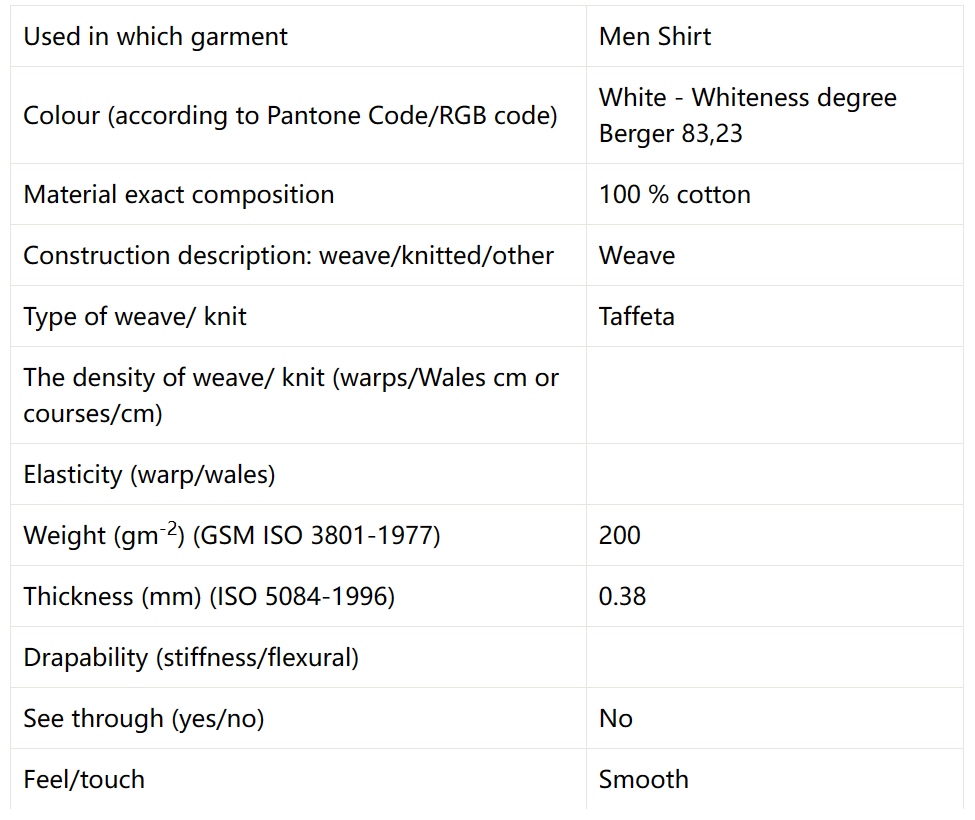 Used in which garment Men Shirt
Colour (according to Pantone Code/RGB code) White - Whiteness degree
Berger 83,23
Material exact composition 100 % cotton
Construction description: weave/knitted/other Weave
Type of weave/ knit Taffeta
The density of weave/ knit (warps/Wales cm or
courses/cm)
Elasticity (warp/wales)
Weight (gm⁻²) (GSM ISO 3801-1977) 200
Thickness (mm) (ISO 5084-1996) 0.38
Drapability (stiffness/flexural)
See through (yes/no) No
Feel/touch Smooth